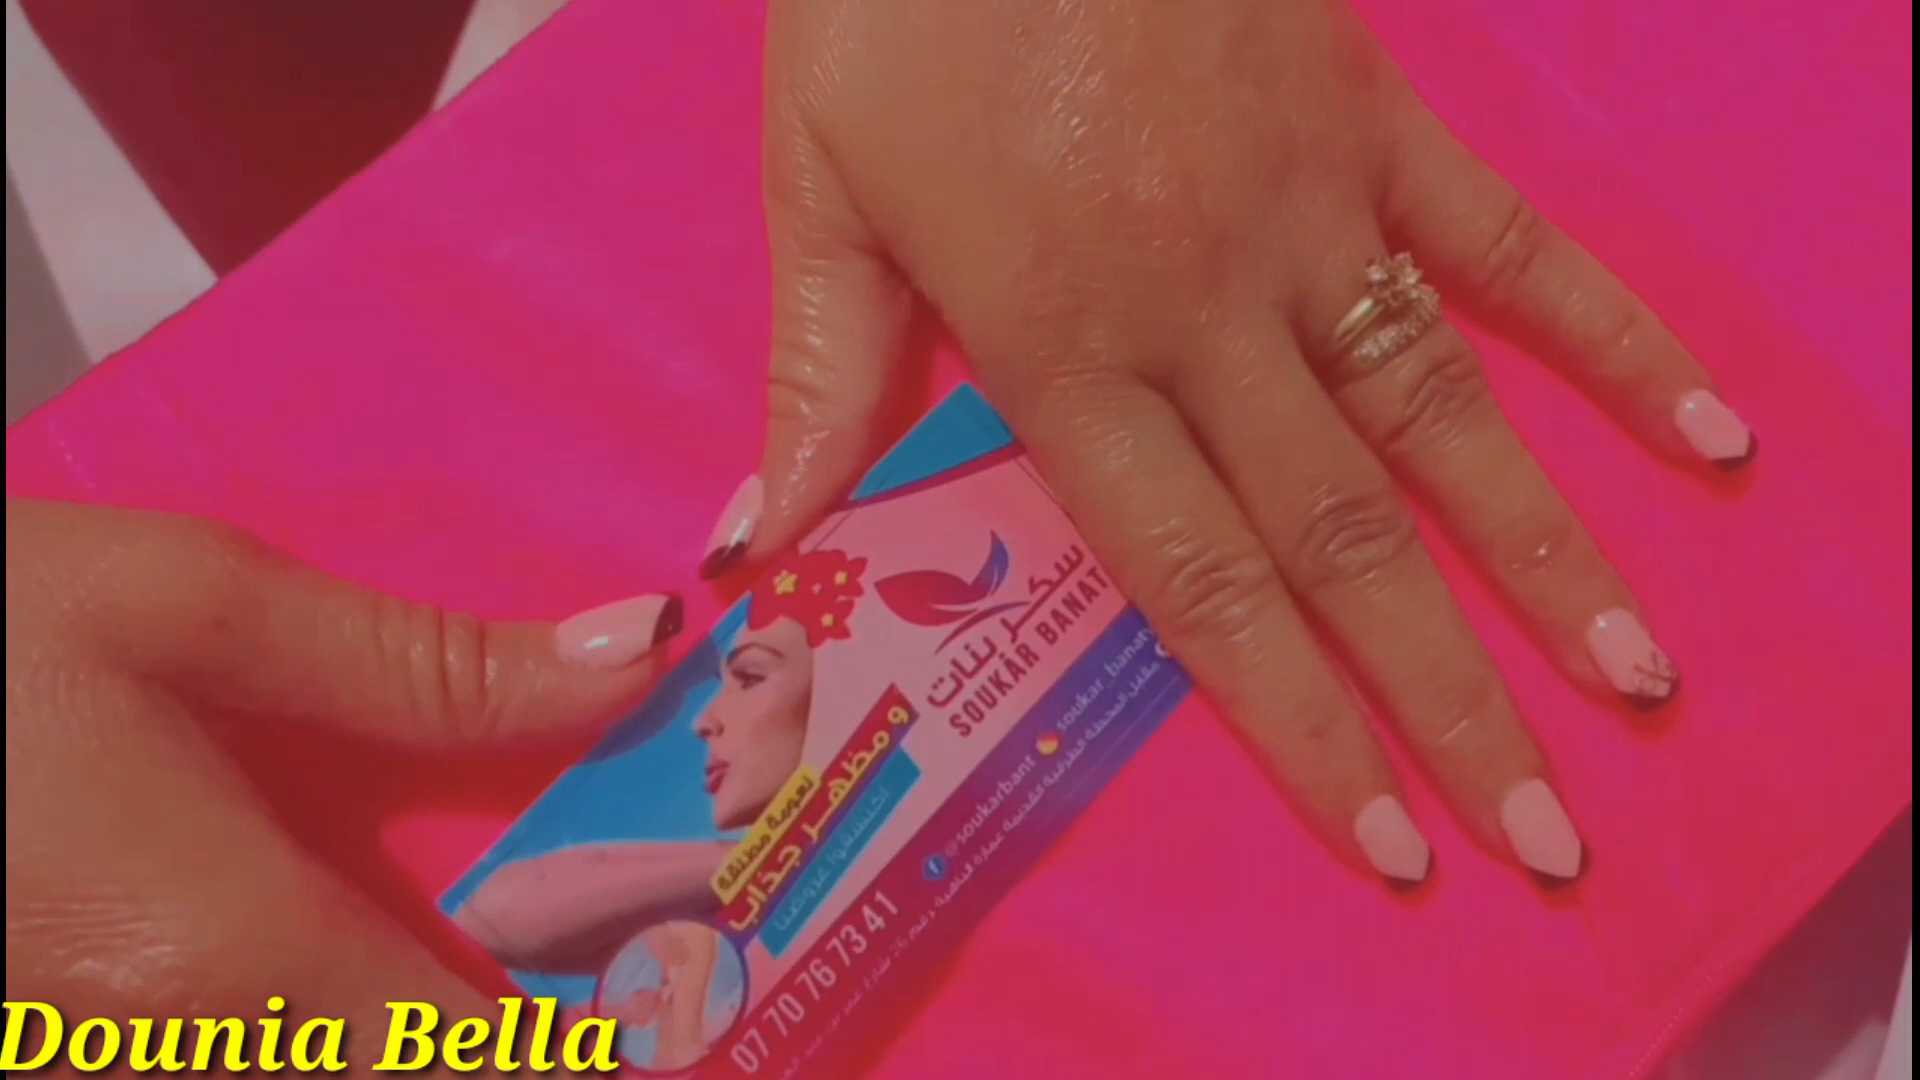 سكر بنات
SOUKAR BANAT
نعومة مطلقة
و مظهر جذاب
اكتشفوا عروضنا
@soukarbant
soukar_banat
07 70 76 73 41
Dounia Bella